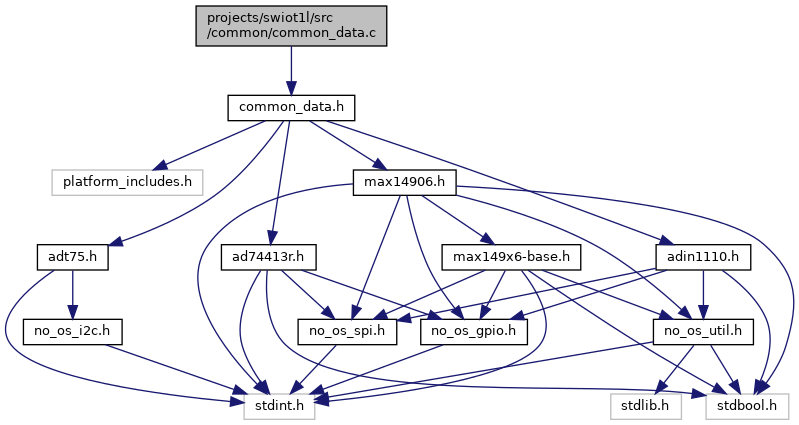 projects/swiot1l/src
/common/common_data.c
common_data.h
platform_includes.h
max14906.h
adt75.h
ad74413r.h
max149x6-base.h
adin1110.h
no_os_i2c.h
no_os_spi.h
no_os_gpio.h
no_os_util.h
stdint.h
stdlib.h
stdbool.h